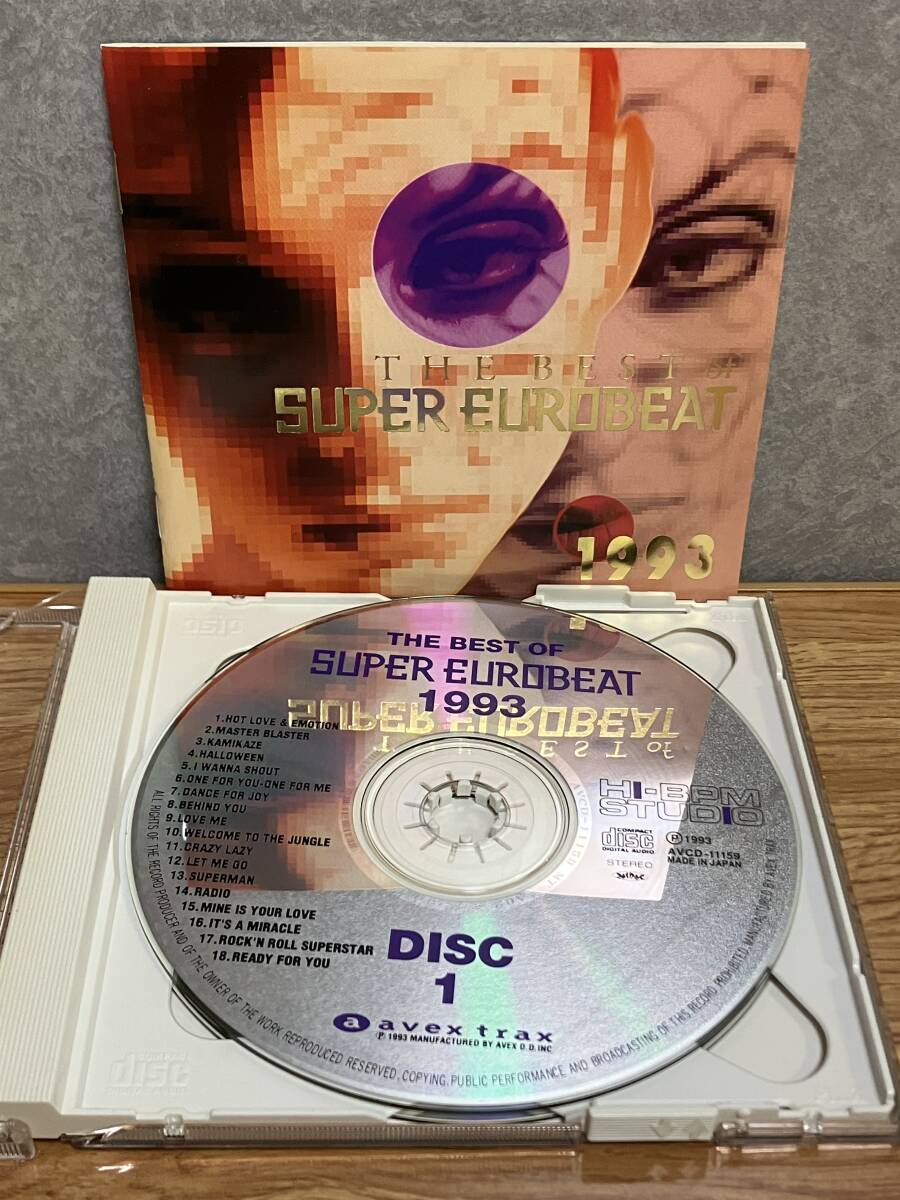 THE BEST of
SUPER EUROBEAT
1993
THE BEST OF
SUPER EUROBEAT
1993
1.HOT LOVE & EMOTION
2.MASTER BLASTER
3.KAMIKAZE
4.HALLOWEEN
5.I WANNA SHOUT
6.ONE FOR YOU-ONE FOR ME
7.DANCE FOR JOY
8.BEHIND YOU
9.LOVE ME
10.WELCOME TO THE JUNGLE
11.CRAZY LAZY
12.LET ME GO
13.SUPERMAN
14.RADIO
15.MINE IS YOUR LOVE
16.IT'S A MIRACLE
17.ROCK'N ROLL SUPERSTAR
18.READY FOR YOU
HI-BPM
STUDIO
COMPACT
disc
DIGITAL AUDIO
STEREO
℗1993
AVCD-11159
MADE IN JAPAN
DISC
1
a avex trax
℗ 1993 MANUFACTURED BY AVEX D.D. INC
ALL RIGHTS OF THE RECORD PRODUCER AND OF THE OWNER OF THE WORK REPRODUCED RESERVED. COPYING, PUBLIC PERFORMANCE AND BROADCASTING OF THIS RECORD PROHIBITED. MANUFACTURED BY AVEX TRAX
disc